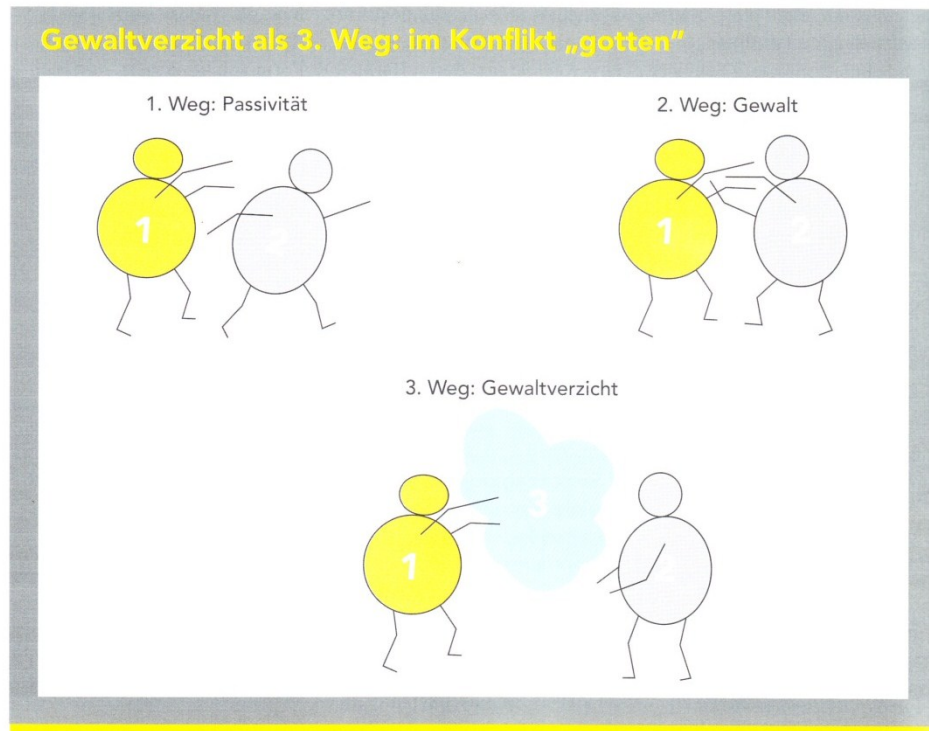 Gewaltverzicht als 3. Weg: im Konflikt „gotten“
1. Weg: Passivität
2. Weg: Gewalt
1
2
1
2
3. Weg: Gewaltverzicht
3
1
2